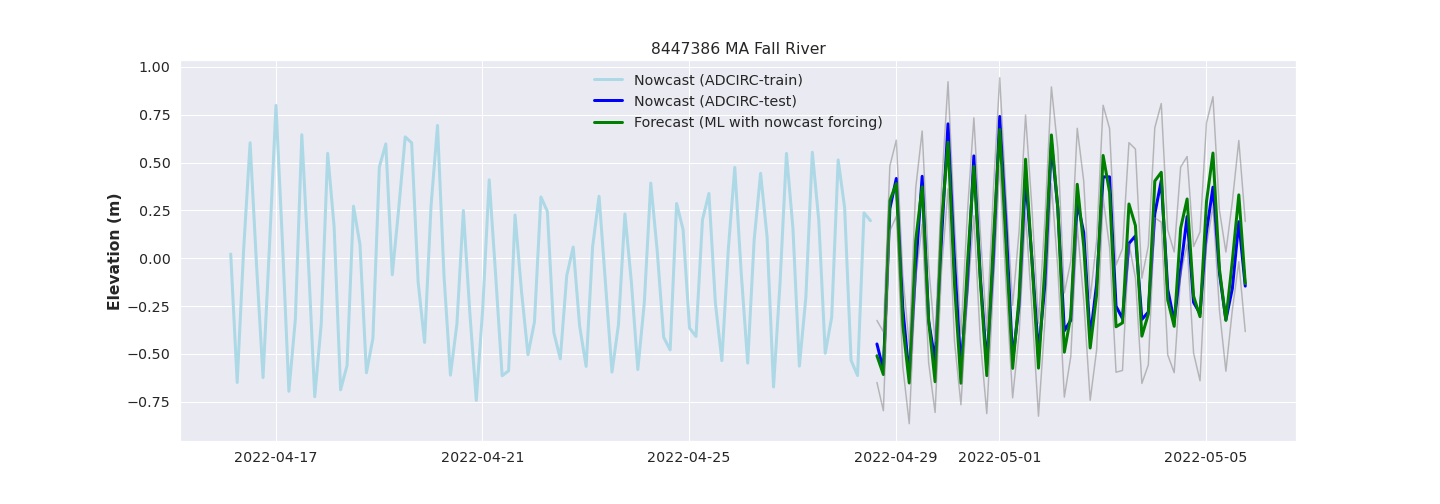 8447386 MA Fall River
Nowcast (ADCIRC-train)
Nowcast (ADCIRC-test)
Forecast (ML with nowcast forcing)
Elevation (m)
1.00
0.75
0.50
0.25
0.00
−0.25
−0.50
−0.75
2022-04-17 2022-04-21 2022-04-25 2022-04-29 2022-05-01 2022-05-05